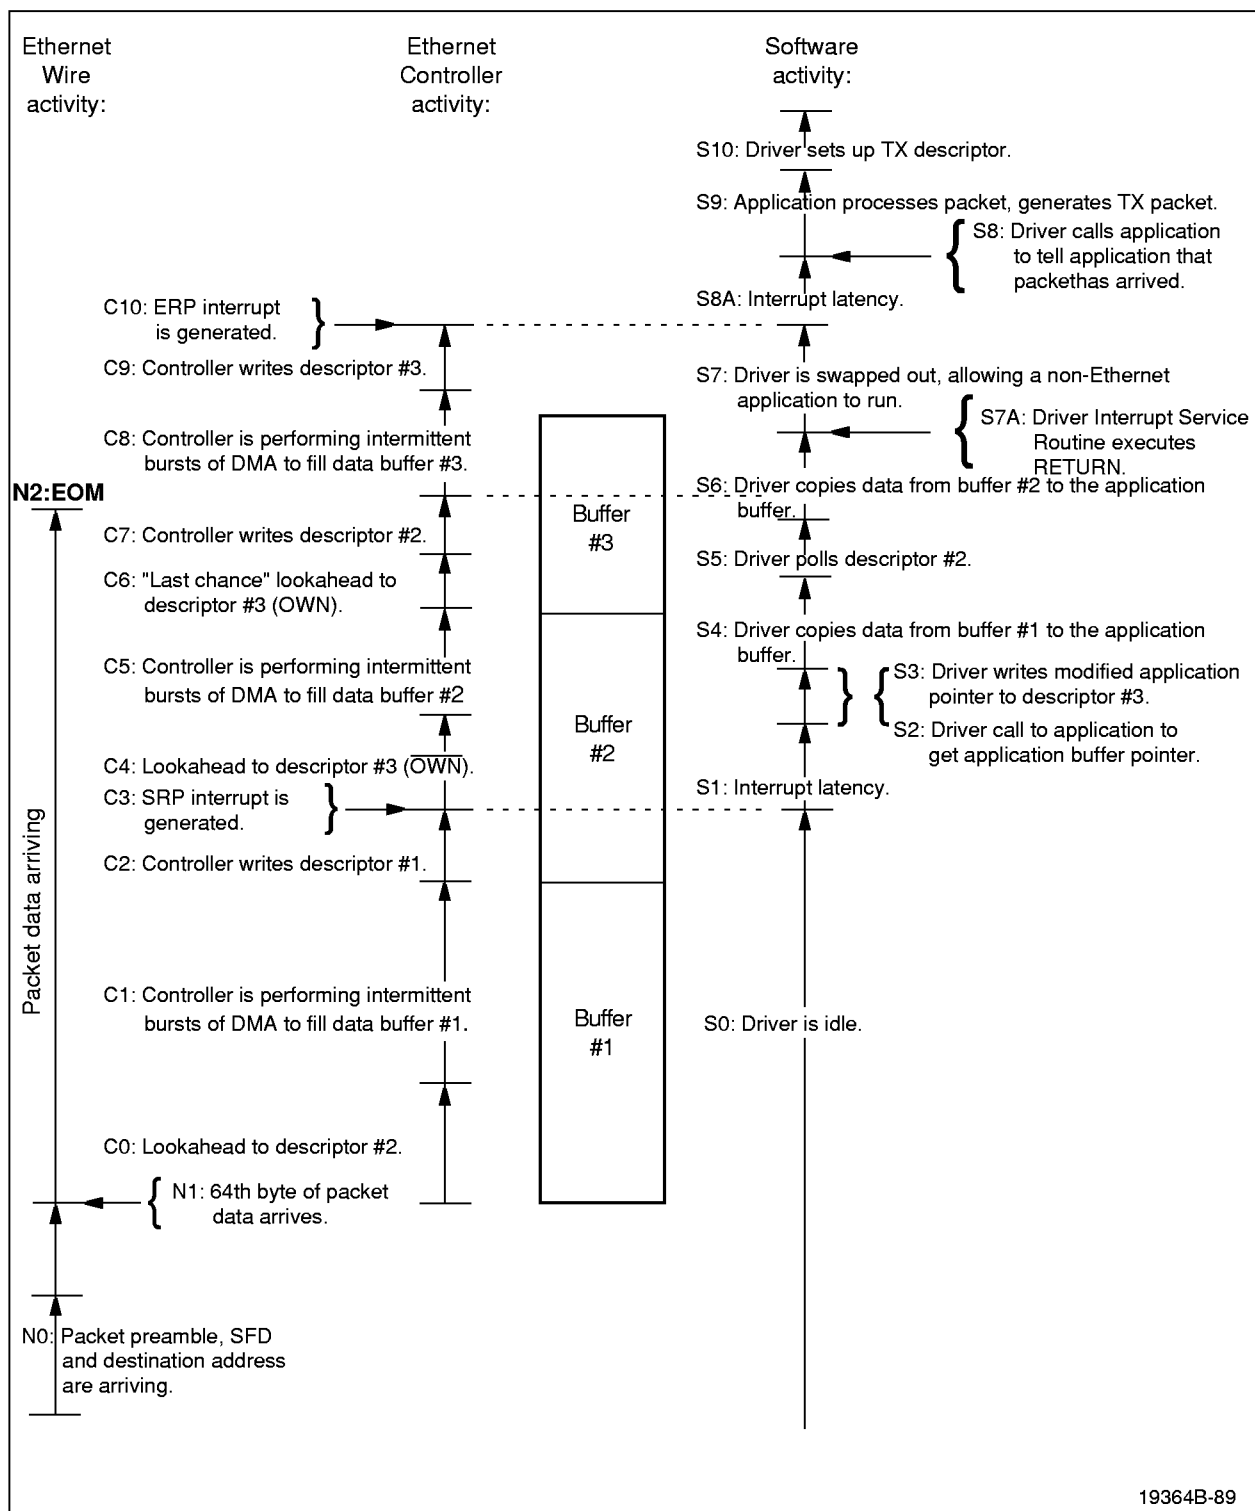 Ethernet
Wire
activity:
Ethernet
Controller
activity:
Software
activity:
S10: Driver sets up TX descriptor.
S9: Application processes packet, generates TX packet.
S8: Driver calls application
to tell application that
packethas arrived.
S8A: Interrupt latency.
C10: ERP interrupt
is generated.
C9: Controller writes descriptor #3.
S7: Driver is swapped out, allowing a non-Ethernet
application to run.
S7A: Driver Interrupt Service
Routine executes
RETURN.
C8: Controller is performing intermittent
bursts of DMA to fill data buffer #3.
N2:EOM
S6: Driver copies data from buffer #2 to the application
buffer.
Buffer
#3
C7: Controller writes descriptor #2.
S5: Driver polls descriptor #2.
C6: "Last chance" lookahead to
descriptor #3 (OWN).
S4: Driver copies data from buffer #1 to the application
buffer.
C5: Controller is performing intermittent
bursts of DMA to fill data buffer #2
S3: Driver writes modified application
pointer to descriptor #3.
S2: Driver call to application to
get application buffer pointer.
Buffer
#2
C4: Lookahead to descriptor #3 (O̅W̅N̅).
S1: Interrupt latency.
C3: SRP interrupt is
generated.
C2: Controller writes descriptor #1.
Packet data arriving
C1: Controller is performing intermittent
bursts of DMA to fill data buffer #1.
Buffer
#1
S0: Driver is idle.
C0: Lookahead to descriptor #2.
N1: 64th byte of packet
data arrives.
N0: Packet preamble, SFD
and destination address
are arriving.
19364B-89